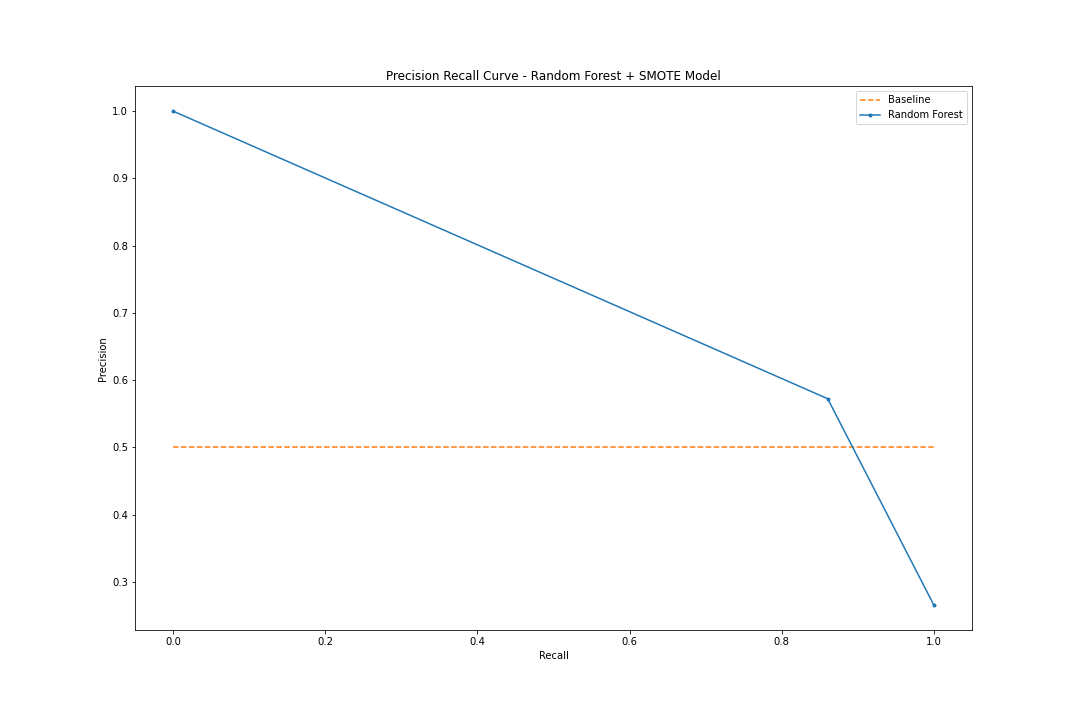 Precision Recall Curve - Random Forest + SMOTE Model
Baseline
Random Forest
Precision
1.0
0.9
0.8
0.7
0.6
0.5
0.4
0.3
0.0 0.2 0.4 0.6 0.8 1.0
Recall